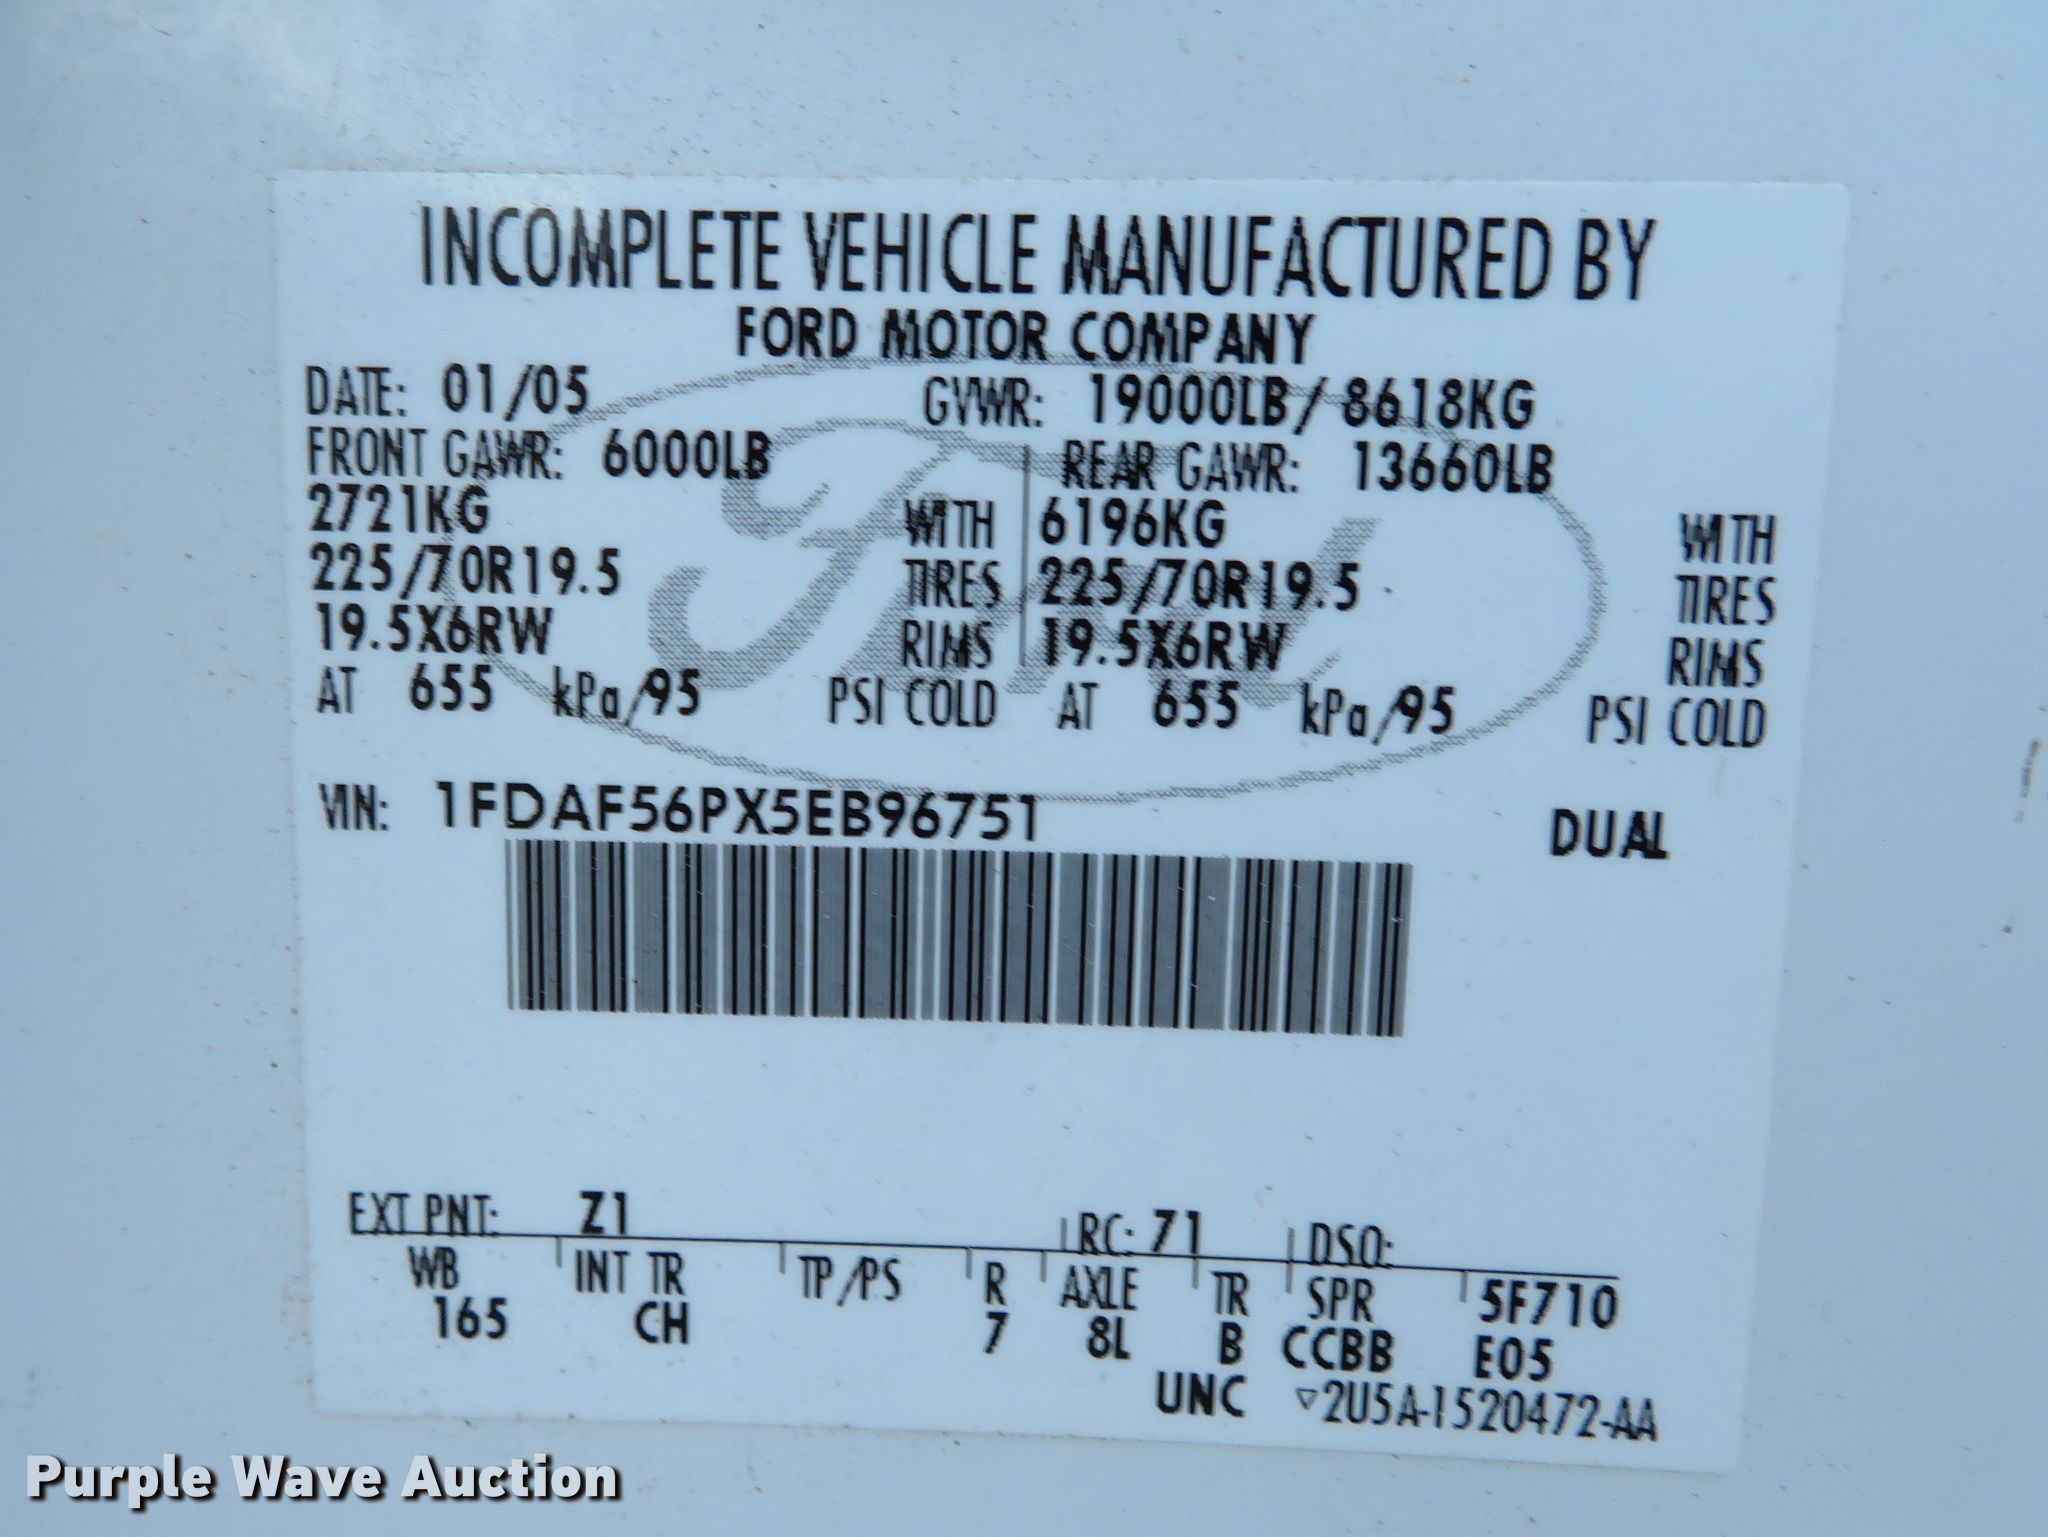 INCOMPLETE VEHICLE MANUFACTURED BY
FORD MOTOR COMPANY
DATE: 01/05 GVWR: 19000LB/ 8618KG
FRONT GAWR: 6000LB REAR GAWR: 13660LB
2721KG WITH 6196KG WITH
225/70R19.5 TIRES 225/70R19.5 TIRES
19.5X6RW RIMS 19.5X6RW RIMS
AT 655 kPa/95 PSI COLD AT 655 kPa/95 PSI COLD
VIN: 1FDAF56PX5EB96751 DUAL
EXT PNT: Z1 RC: 71 DSO:
WB INT TR TP/PS R AXLE TR SPR 5F710
165 CH 7 8L B CCBB E05
UNC ▽2U5A-1520472-AA
Ford
Purple Wave Auction